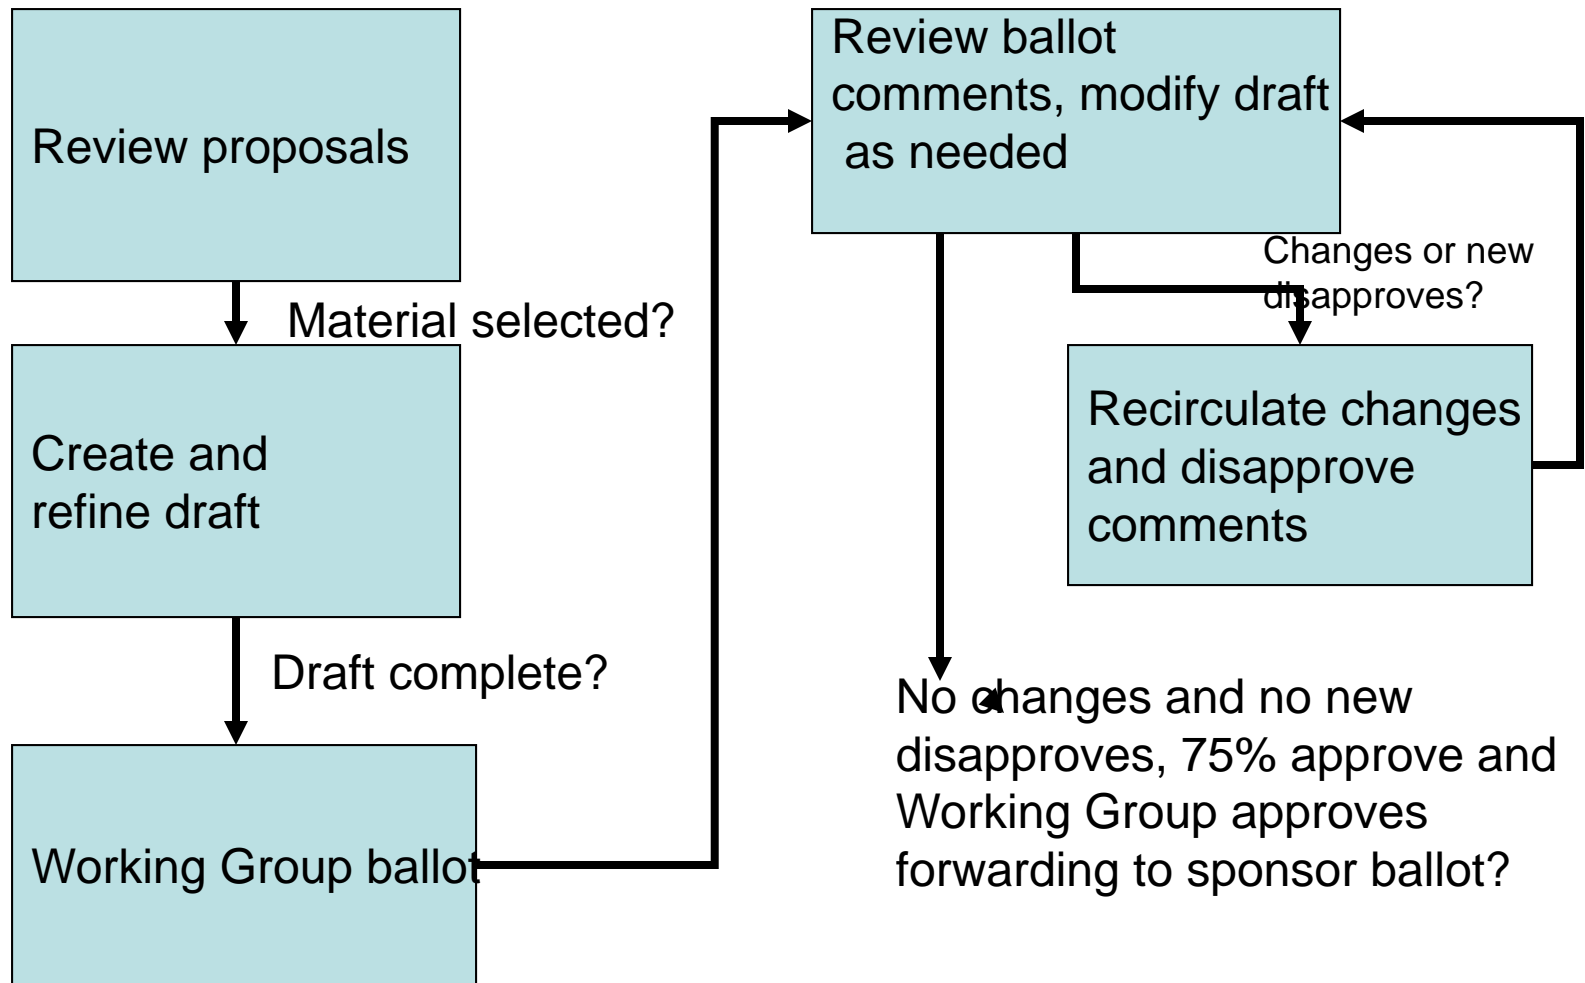 Review proposals
Material selected?
Create and
refine draft
Draft complete?
Working Group ballot
Review ballot
comments, modify draft
as needed
Changes or new
disapproves?
Recirculate changes
and disapprove
comments
No changes and no new
disapproves, 75% approve and
Working Group approves
forwarding to sponsor ballot?